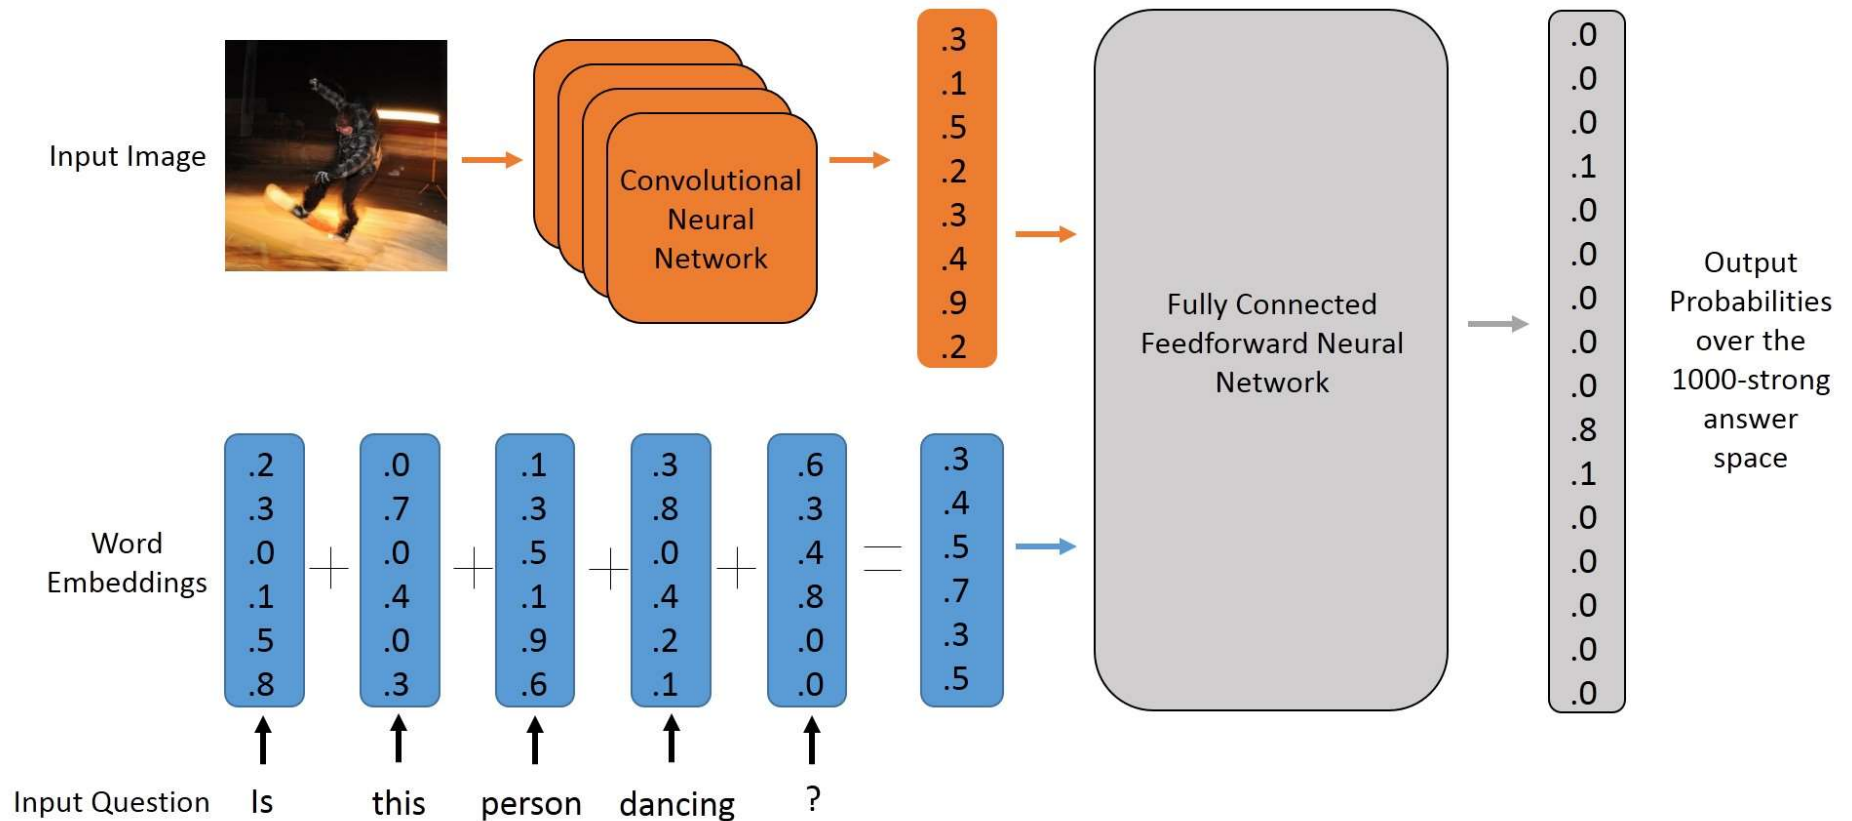 Input Image
Convolutional
Neural
Network
.3
.1
.5
.2
.3
.4
.9
.2
Fully Connected
Feedforward Neural
Network
.0
.0
.0
.1
.0
.0
.0
.0
.0
.8
.1
.0
.0
.0
.0
.0
Output
Probabilities
over the
1000-strong
answer
space
Word
Embeddings
.2 .0 .1 .3 .6 .3
.3 .7 .3 .8 .3 .4
.0 + .0 + .5 + .0 + .4 = .5
.1 .4 .1 .4 .8 .7
.5 .0 .9 .2 .0 .3
.8 .3 .6 .1 .0 .5
Input Question Is this person dancing ?